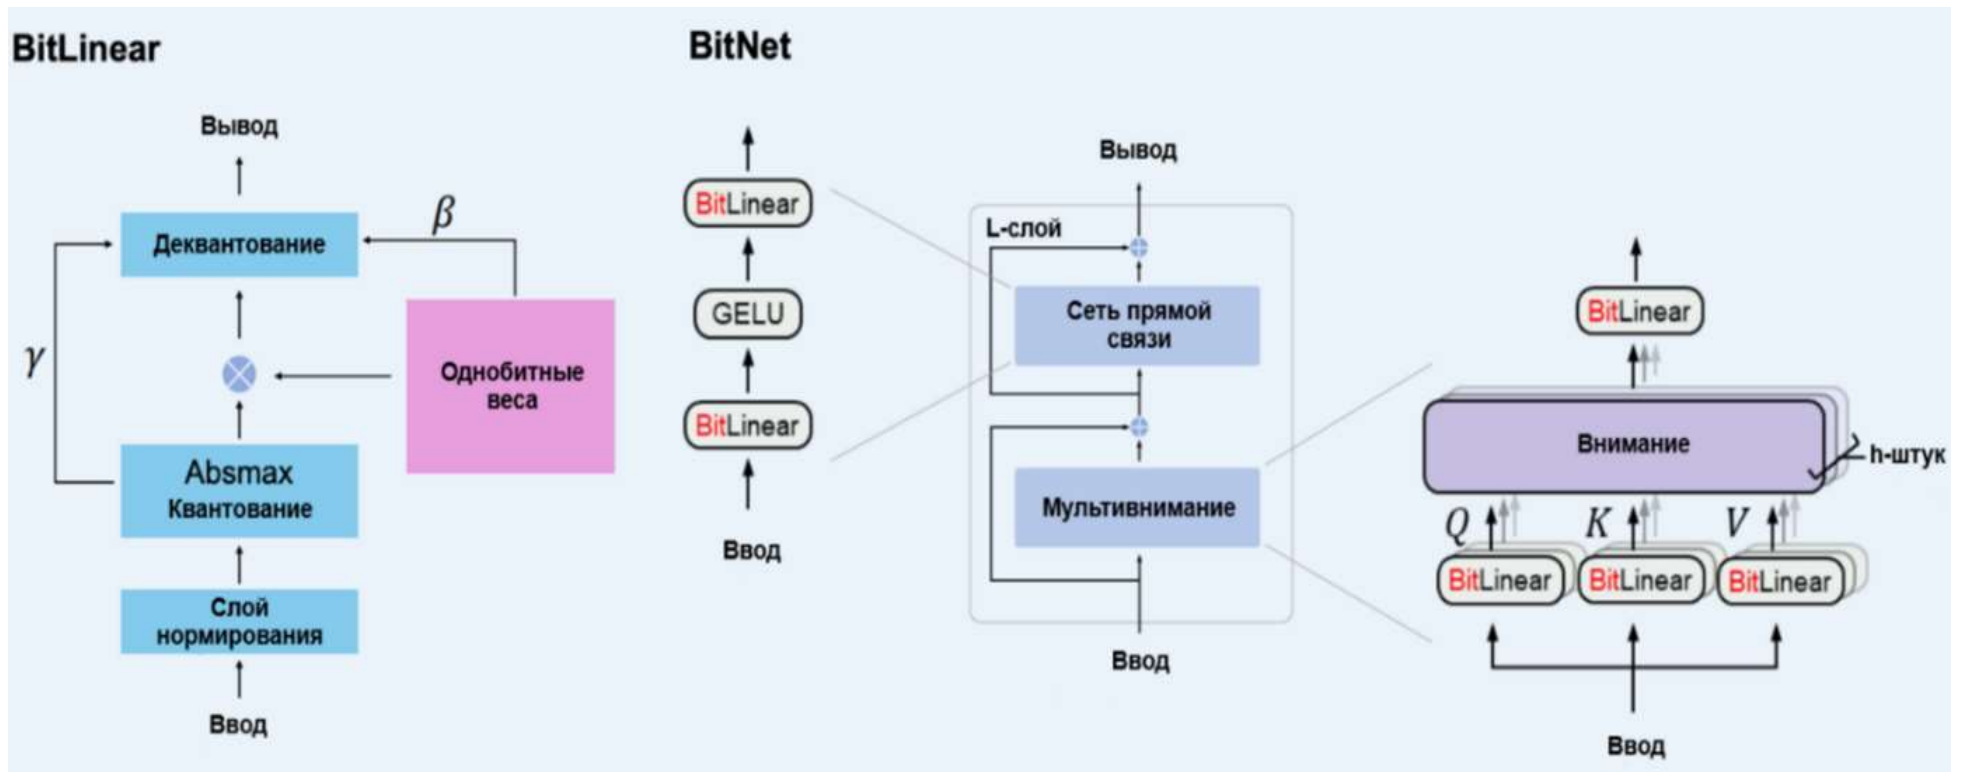 BitLinear
Вывод
Деквантование
β
γ
Однобитные
веса
Absmax
Квантование
Слой
нормирования
Ввод
BitNet
BitLinear
GELU
BitLinear
Ввод
Вывод
L-слой
Сеть прямой
связи
Мультивнимание
Ввод
BitLinear
Внимание
h-штук
Q K V
BitLinear BitLinear BitLinear
Ввод